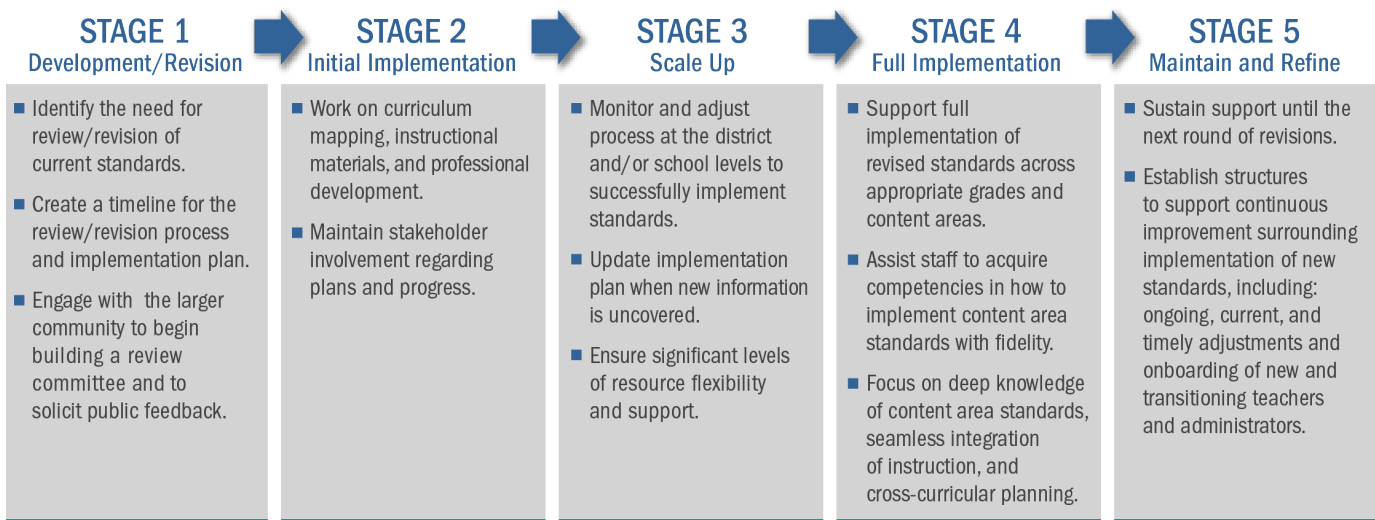 STAGE 1
Development/Revision
■ Identify the need for
review/revision of
current standards.
■ Create a timeline for the
review/revision process
and implementation plan.
■ Engage with  the larger
community to begin
building a review
committee and to
solicit public feedback.
STAGE 2
Initial Implementation
■ Work on curriculum
mapping, instructional
materials, and professional
development.
■ Maintain stakeholder
involvement regarding
plans and progress.
STAGE 3
Scale Up
■ Monitor and adjust
process at the district
and/or school levels to
successfully implement
standards.
■ Update implementation
plan when new information
is uncovered.
■ Ensure significant levels
of resource flexibility
and support.
STAGE 4
Full Implementation
■ Support full
implementation of
revised standards across
appropriate grades and
content areas.
■ Assist staff to acquire
competencies in how to
implement content area
standards with fidelity.
■ Focus on deep knowledge
of content area standards,
seamless integration
of instruction, and
cross-curricular planning.
STAGE 5
Maintain and Refine
■ Sustain support until the
next round of revisions.
■ Establish structures
to support continuous
improvement surrounding
implementation of new
standards, including:
ongoing, current, and
timely adjustments and
onboarding of new and
transitioning teachers
and administrators.